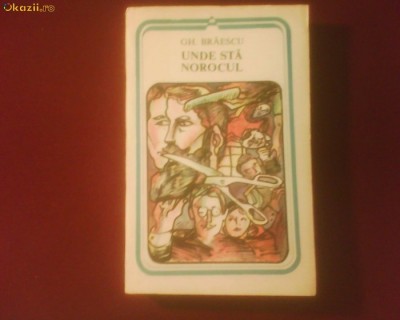 Okazii.ro
GH. BRĂESCU
UNDE STĂ
NOROCUL